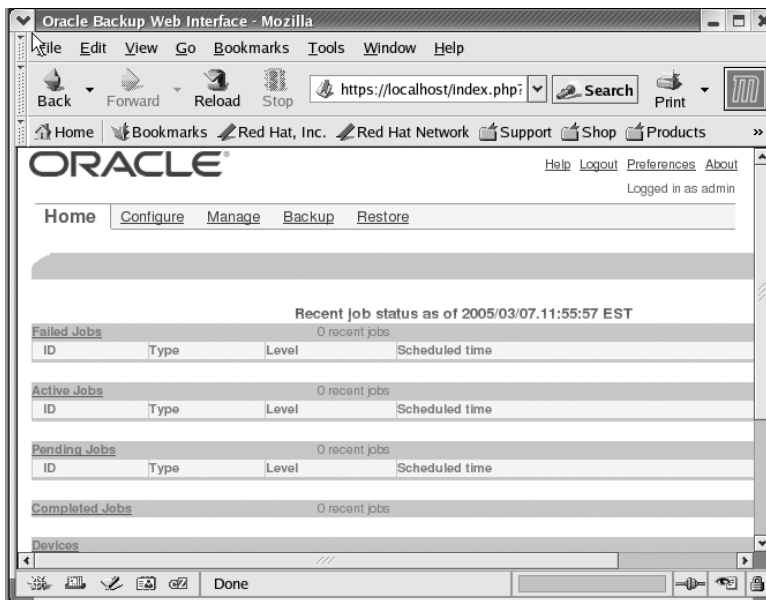 Oracle Backup Web Interface - Mozilla
File Edit View Go Bookmarks Tools Window Help
Back Forward Reload Stop https://localhost/index.php? Search Print
Home Bookmarks Red Hat, Inc. Red Hat Network Support Shop Products »
ORACLE®
Help Logout Preferences About
Logged in as admin
Home Configure Manage Backup Restore
Recent job status as of 2005/03/07.11:55:57 EST
Failed Jobs 0 recent jobs
ID Type Level Scheduled time
Active Jobs 0 recent jobs
ID Type Level Scheduled time
Pending Jobs 0 recent jobs
ID Type Level Scheduled time
Completed Jobs 0 recent jobs
Devices
Done